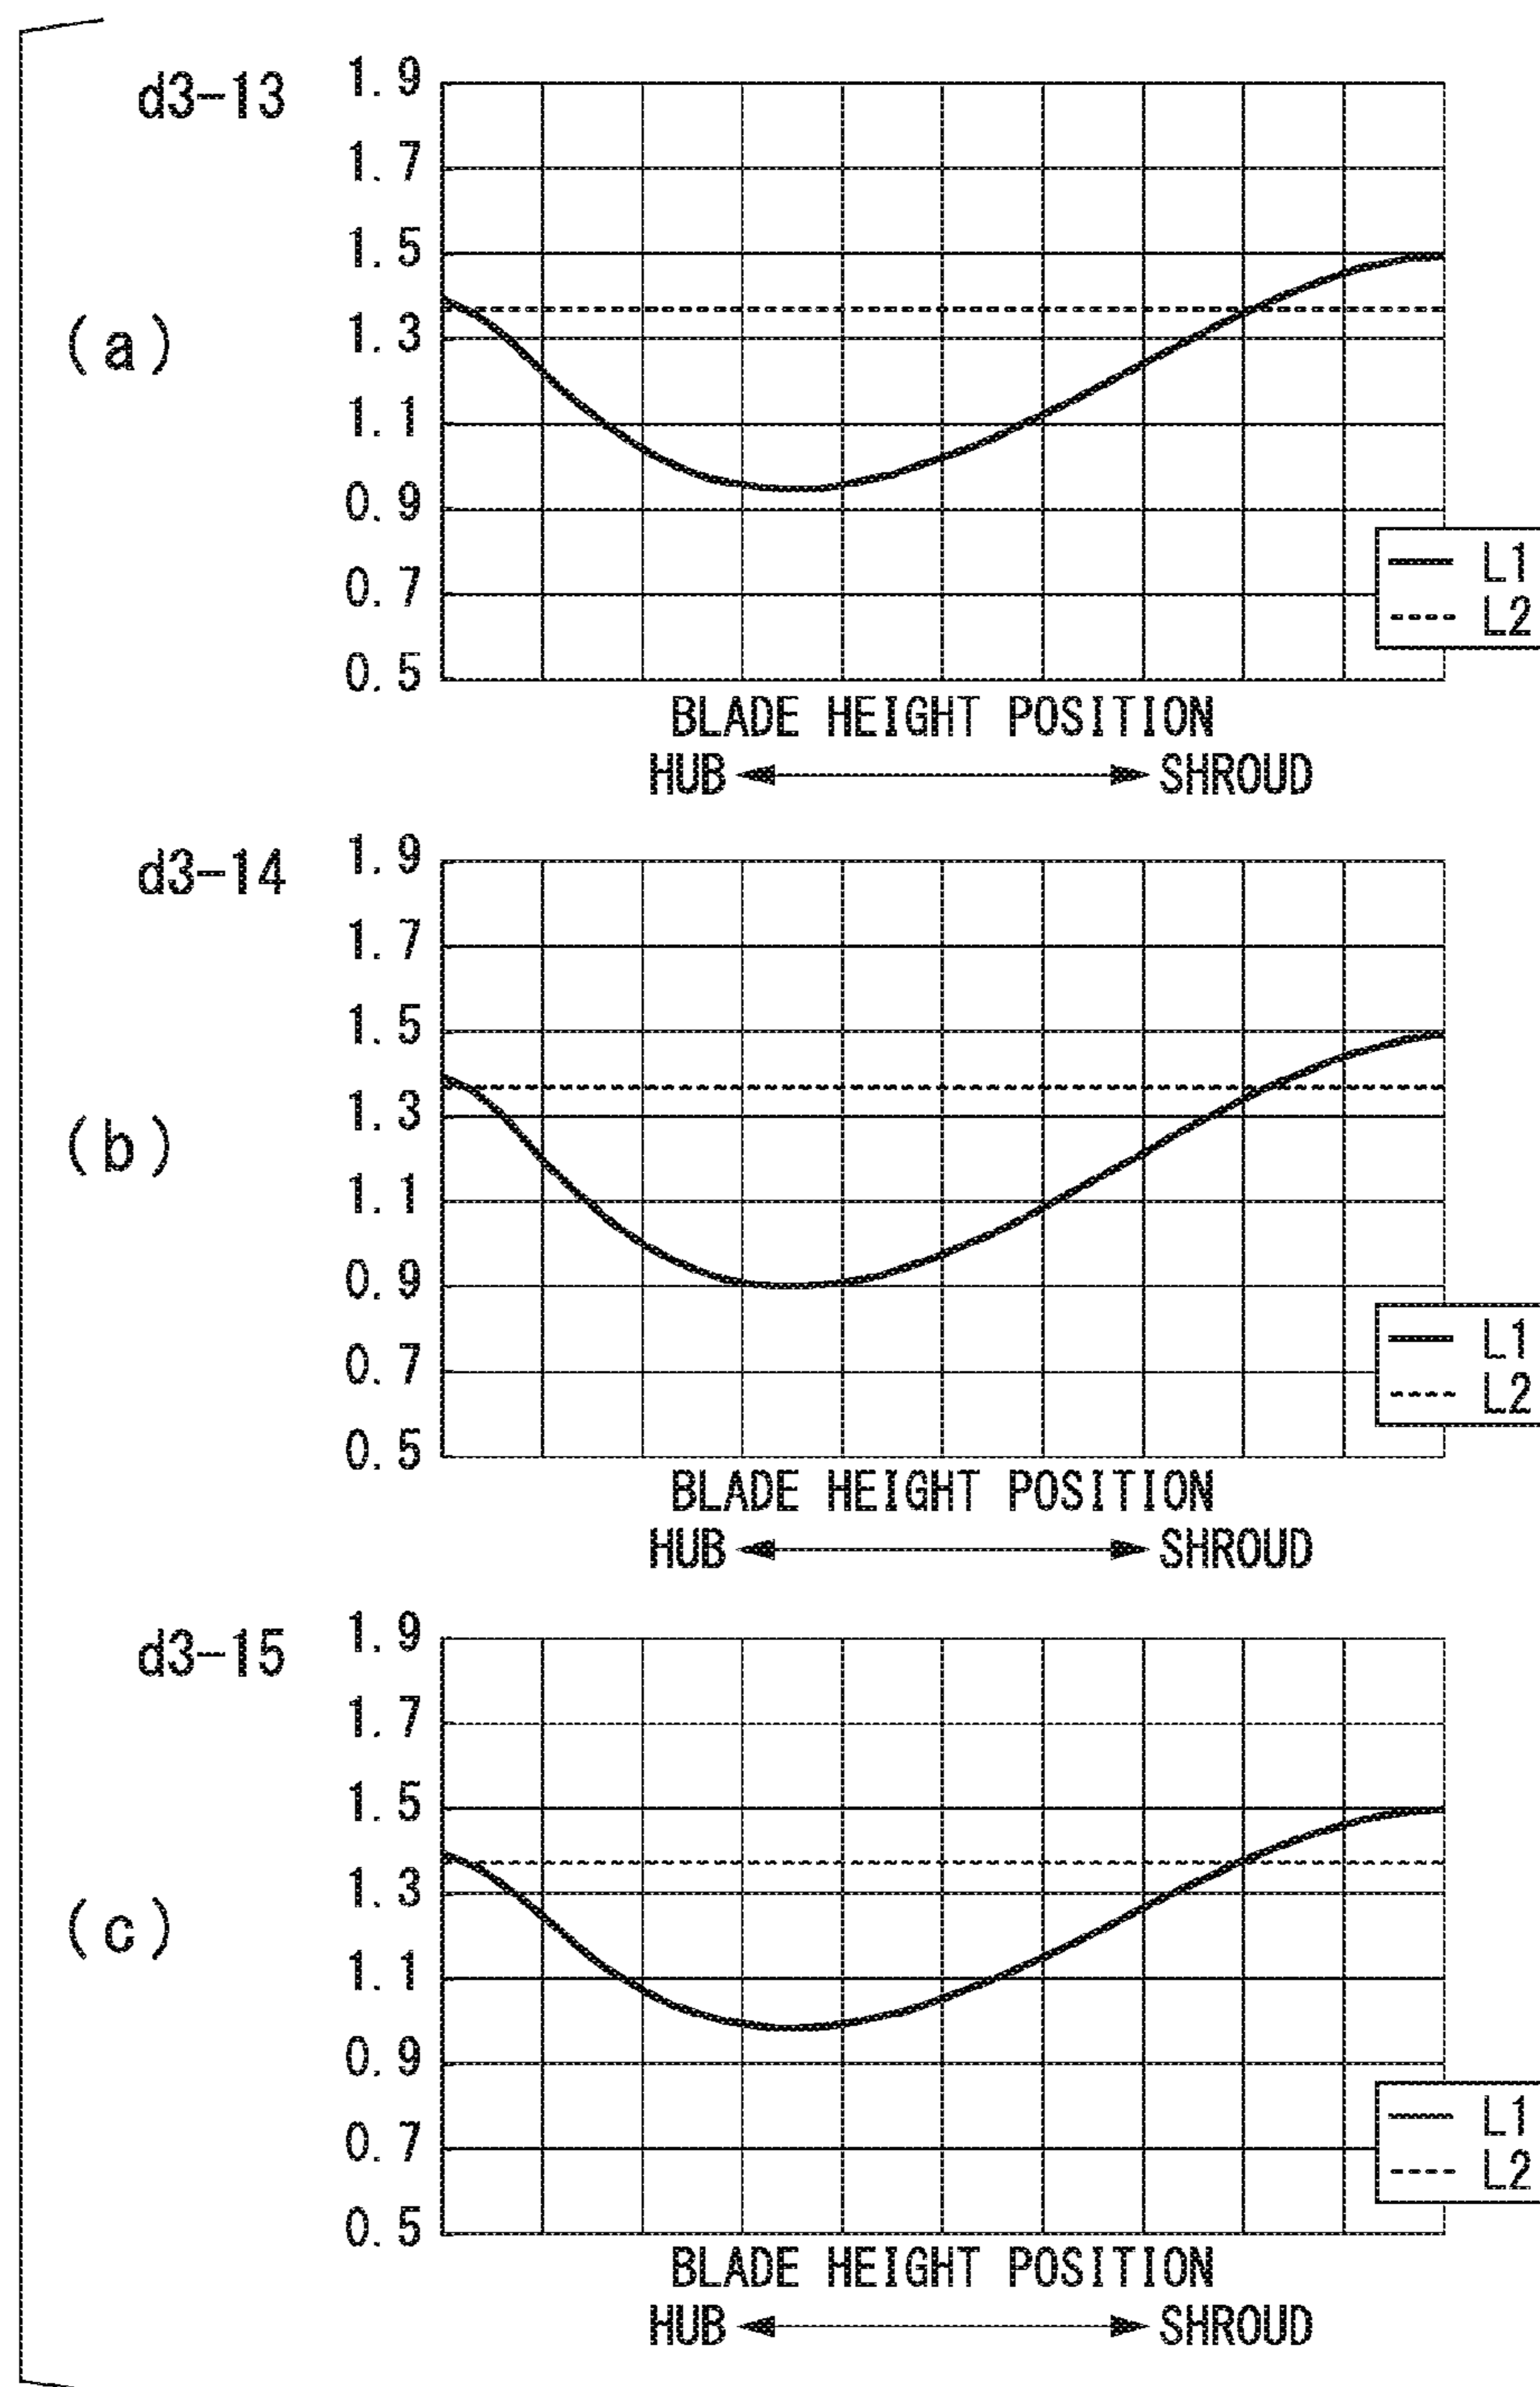 d3-13
1.9
1.7
1.5
(a)
1.3
1.1
0.9
0.7
0.5
L1
L2
BLADE HEIGHT POSITION
HUB SHROUD
d3-14
1.9
1.7
1.5
(b)
1.3
1.1
0.9
0.7
0.5
L1
L2
BLADE HEIGHT POSITION
HUB SHROUD
d3-15
1.9
1.7
1.5
(c)
1.3
1.1
0.9
0.7
0.5
L1
L2
BLADE HEIGHT POSITION
HUB SHROUD